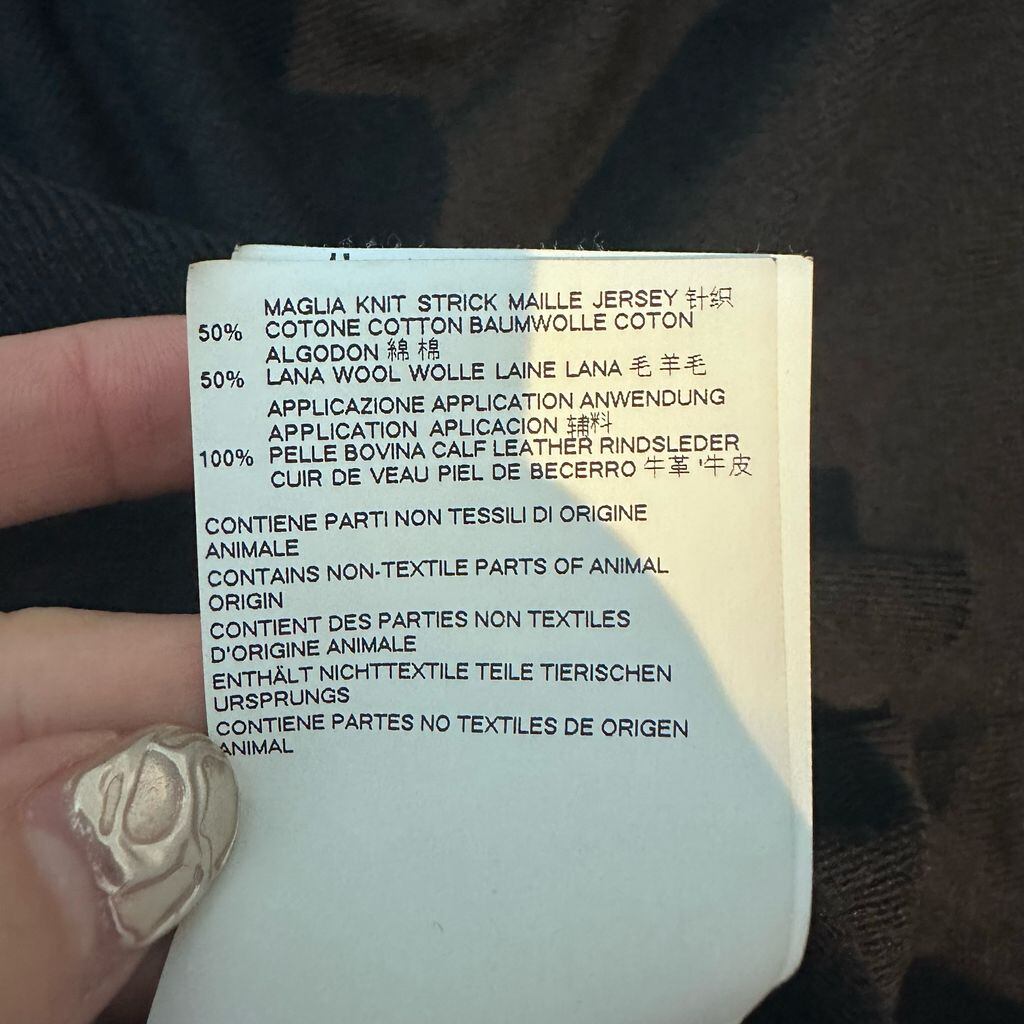 MAGLIA KNIT STRICK MAILLE JERSEY 针织
50% COTONE COTTON BAUMWOLLE COTON
ALGODON 綿 棉
50% LANA WOOL WOLLE LAINE LANA 毛 羊毛
APPLICAZIONE APPLICATION ANWENDUNG
APPLICATION APLICACION 辅料
100% PELLE BOVINA CALF LEATHER RINDSLEDER
CUIR DE VEAU PIEL DE BECERRO 牛革 '牛皮
CONTIENE PARTI NON TESSILI DI ORIGINE
ANIMALE
CONTAINS NON-TEXTILE PARTS OF ANIMAL
ORIGIN
CONTIENT DES PARTIES NON TEXTILES
D'ORIGINE ANIMALE
ENTHÄLT NICHTTEXTILE TEILE TIERISCHEN
URSPRUNGS
CONTIENE PARTES NO TEXTILES DE ORIGEN
ANIMAL